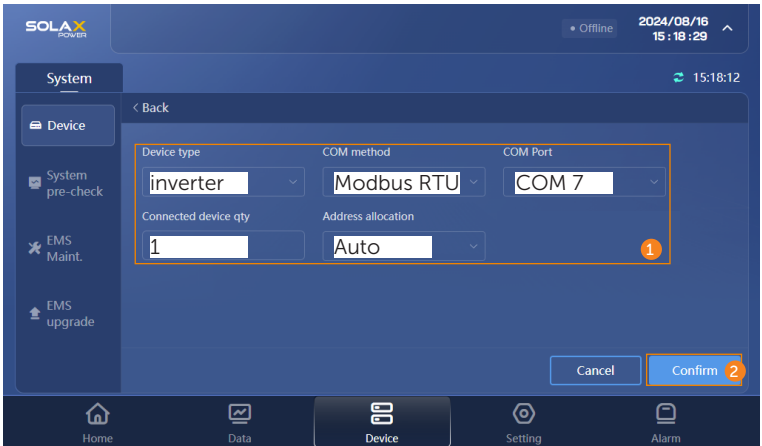 SOLAX
POWER
• Offline
2024/08/16
15:18:29
System
15:18:12
Device
System
pre-check
EMS
Maint.
EMS
upgrade
< Back
Device type
COM method
COM Port
inverter
Modbus RTU
COM 7
Connected device qty
Address allocation
1
Auto
1
Cancel
Confirm
2
Home
Data
Device
Setting
Alarm